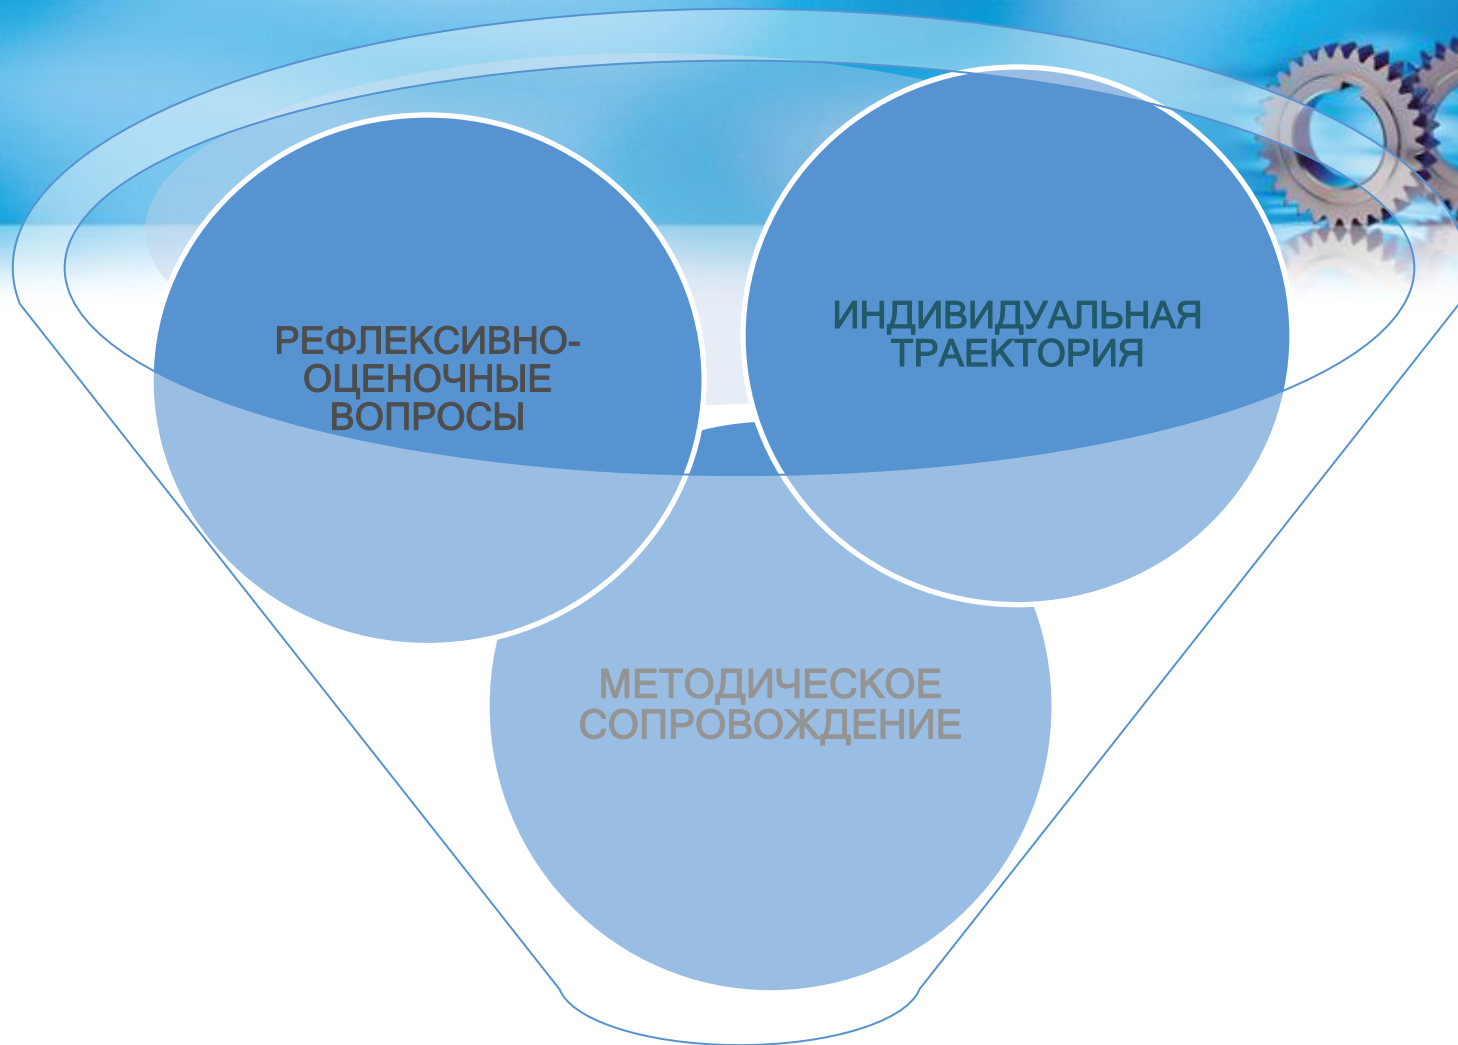 РЕФЛЕКСИВНО-
ОЦЕНОЧНЫЕ
ВОПРОСЫ
ИНДИВИДУАЛЬНАЯ
ТРАЕКТОРИЯ
МЕТОДИЧЕСКОЕ
СОПРОВОЖДЕНИЕ